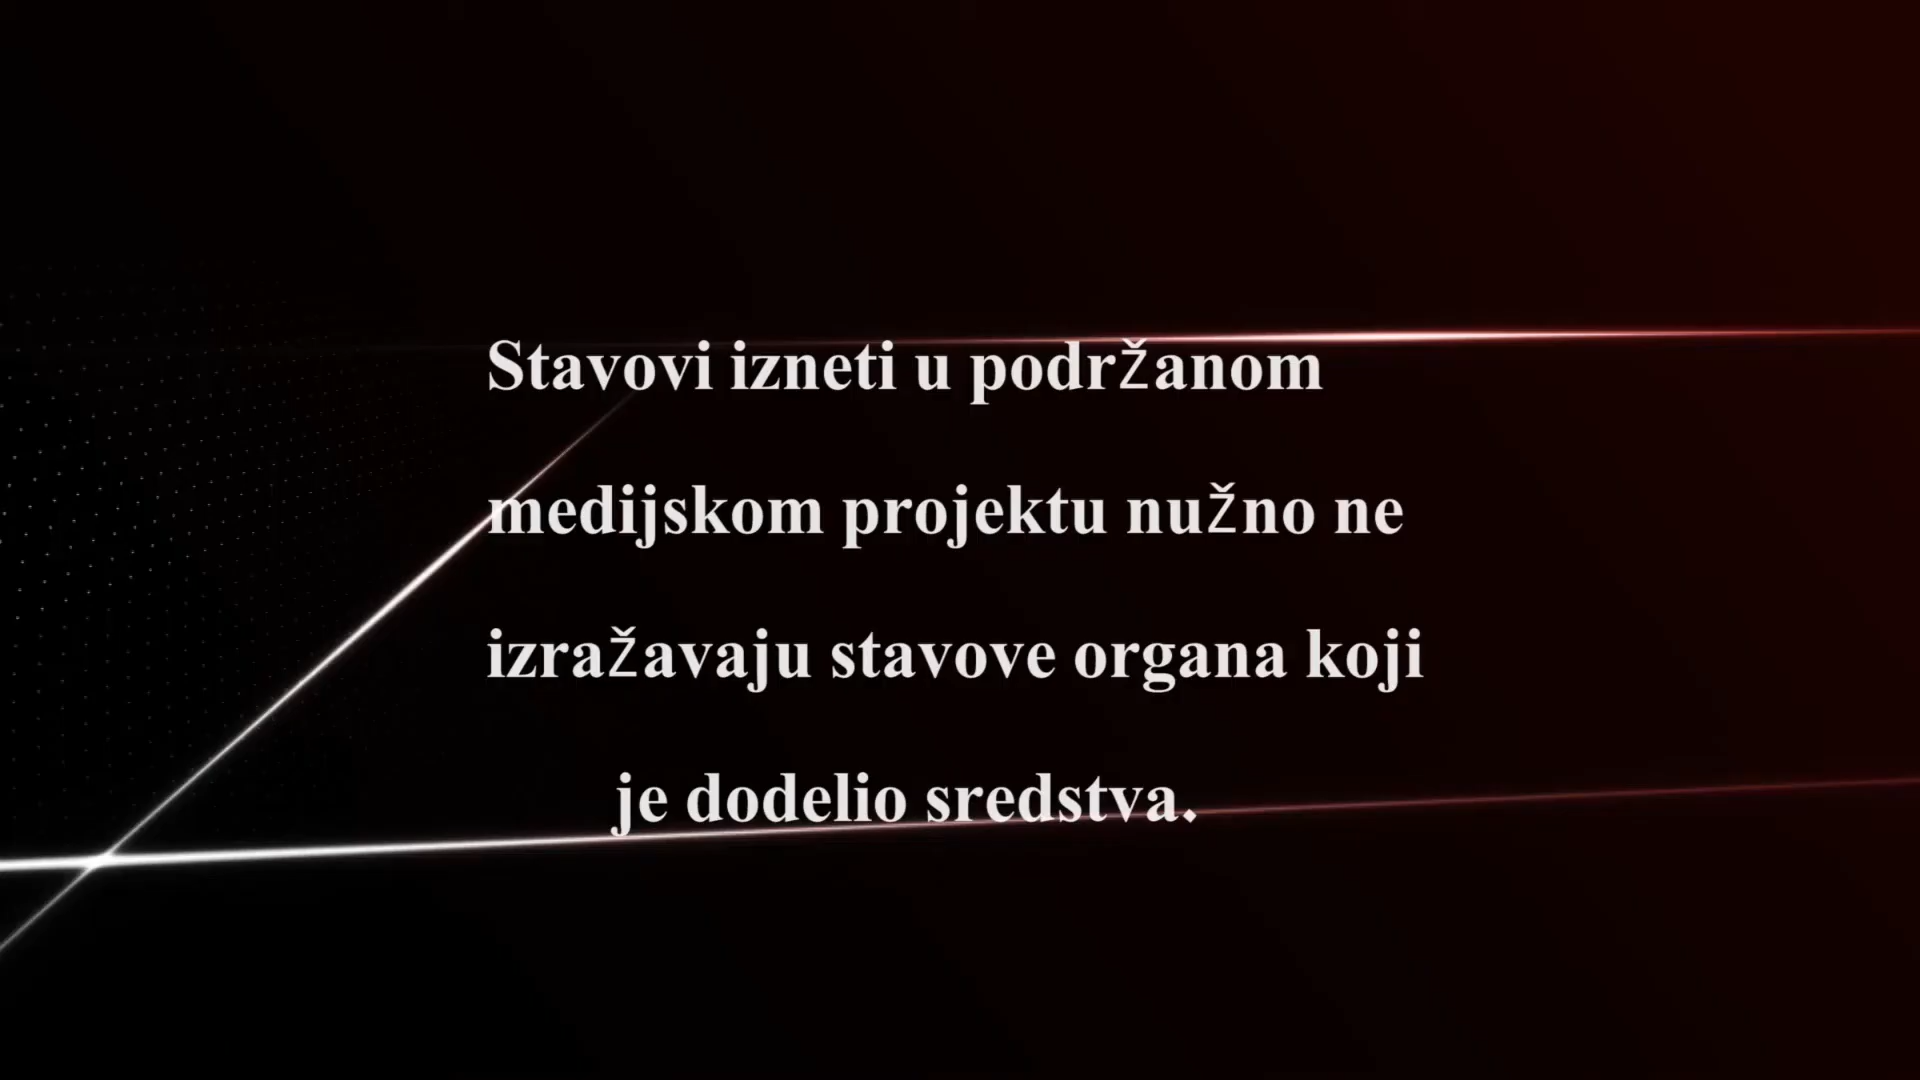 Stavovi izneti u podržanom
medijskom projektu nužno ne
izražavaju stavove organa koji
je dodelio sredstva.